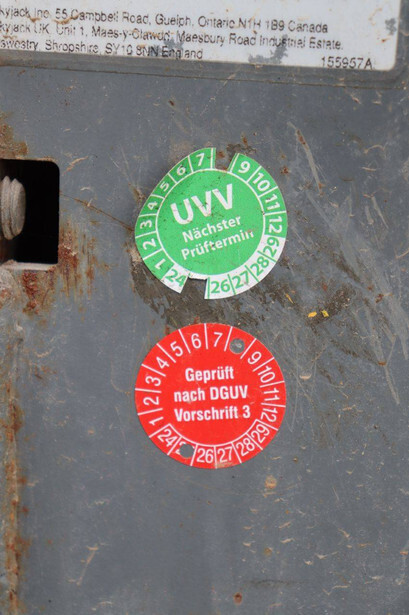 kyjack Inc. 55 Campbell Road, Guelph, Ontario N1H 1B9 Canada
kyjack UK. Unit 1, Maes-y-Clawdd, Maesbury Road Industrial Estate.
swestry, Shropshire, SY10 8NN England
155957A
1 2 3 4 5 6 7 9 10 11 12
UVV
Nächster
Prüftermin
24 26 27 28 29
1 2 3 4 5 6 7 9 10 11 12
Geprüft
nach DGUV
Vorschrift 3
24 26 27 28 29